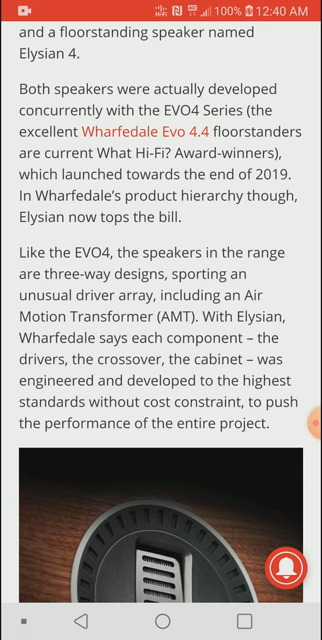 100% 12:40 AM
and a floorstanding speaker named
Elysian 4.
Both speakers were actually developed
concurrently with the EVO4 Series (the
excellent Wharfedale Evo 4.4 floorstanders
are current What Hi-Fi? Award-winners),
which launched towards the end of 2019.
In Wharfedale's product hierarchy though,
Elysian now tops the bill.
Like the EVO4, the speakers in the range
are three-way designs, sporting an
unusual driver array, including an Air
Motion Transformer (AMT). With Elysian,
Wharfedale says each component – the
drivers, the crossover, the cabinet – was
engineered and developed to the highest
standards without cost constraint, to push
the performance of the entire project.